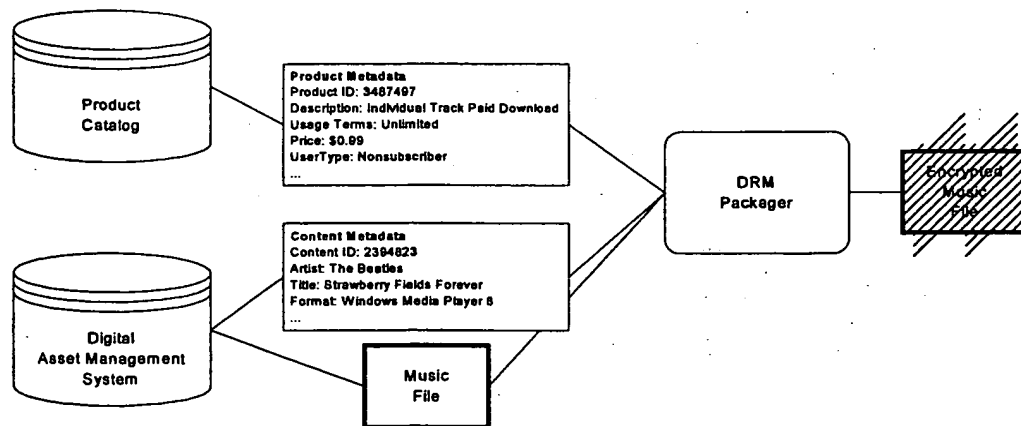 Product
Catalog
Product Metadata
Product ID: 3487497
Description: Individual Track Paid Download
Usage Terms: Unlimited
Price: $0.99
UserType: Nonsubscriber
...
DRM
Packager
Encrypted
Music
File
Content Metadata
Content ID: 2394823
Artist: The Beatles
Title: Strawberry Fields Forever
Format: Windows Media Player 6
...
Digital
Asset Management
System
Music
File